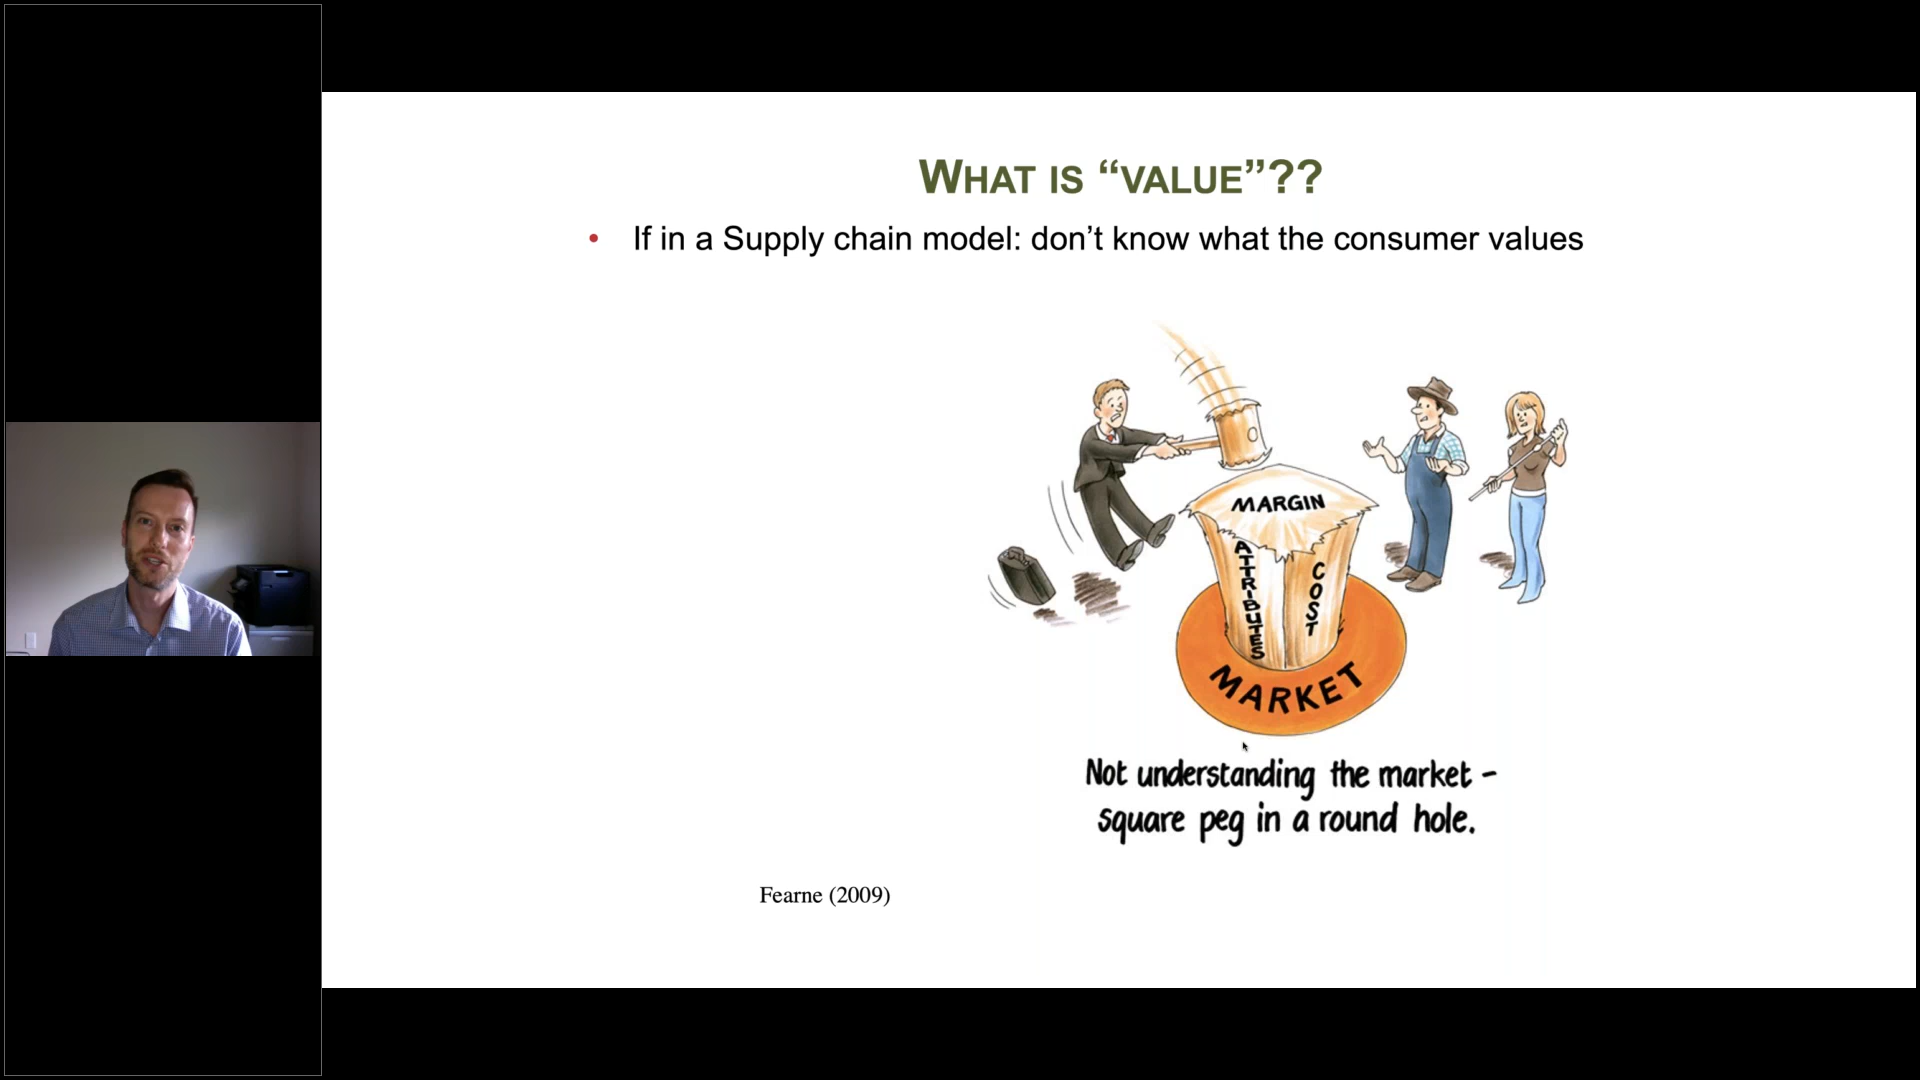 WHAT IS “VALUE”??
• If in a Supply chain model: don’t know what the consumer values
MARGIN
ATTRIBUTES
COST
MARKET
Not understanding the market –
square peg in a round hole.
Fearne (2009)